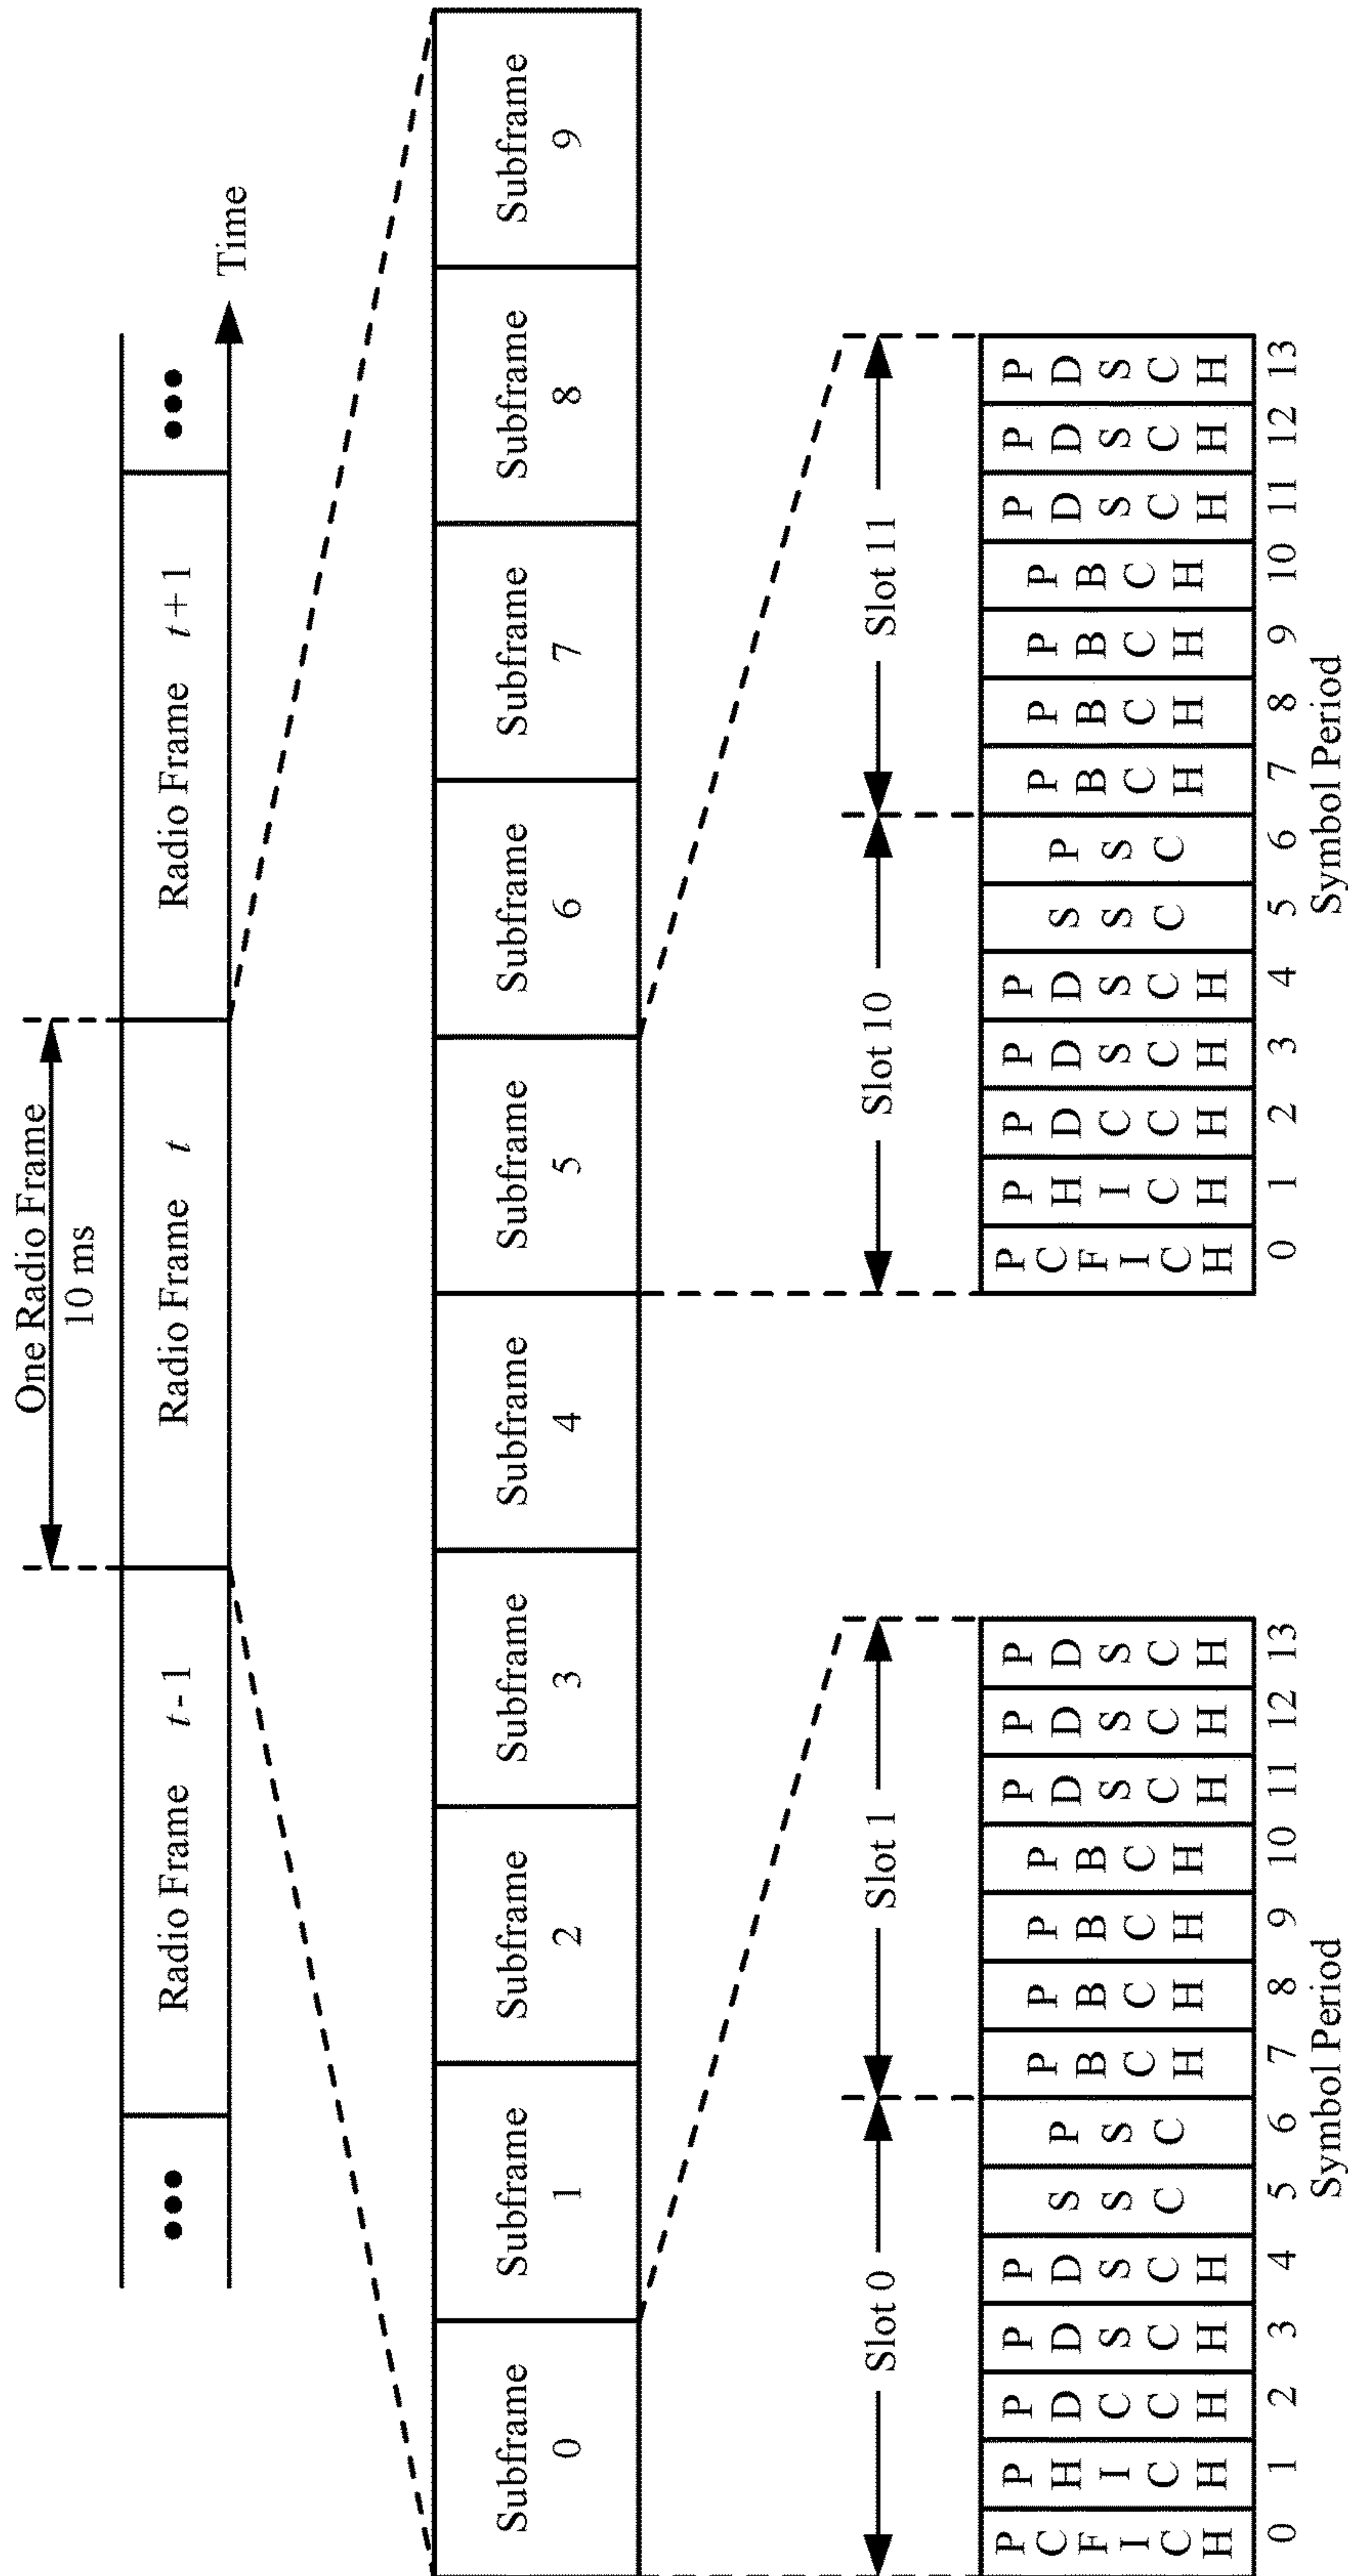 One Radio Frame
10 ms
••• Radio Frame t - 1 Radio Frame t Radio Frame t + 1 •••
Time
Subframe 0
Subframe 1
Subframe 2
Subframe 3
Subframe 4
Subframe 5
Subframe 6
Subframe 7
Subframe 8
Subframe 9
Slot 0 Slot 1
PCFICH PHICH PDCCH PDSCH PDSCH SSC PSC PBCH PBCH PBCH PBCH PDSCH PDSCH PDSCH
0 1 2 3 4 5 6 7 8 9 10 11 12 13
Symbol Period
Slot 10 Slot 11
PCFICH PHICH PDCCH PDSCH PDSCH SSC PSC PBCH PBCH PBCH PBCH PDSCH PDSCH PDSCH
0 1 2 3 4 5 6 7 8 9 10 11 12 13
Symbol Period